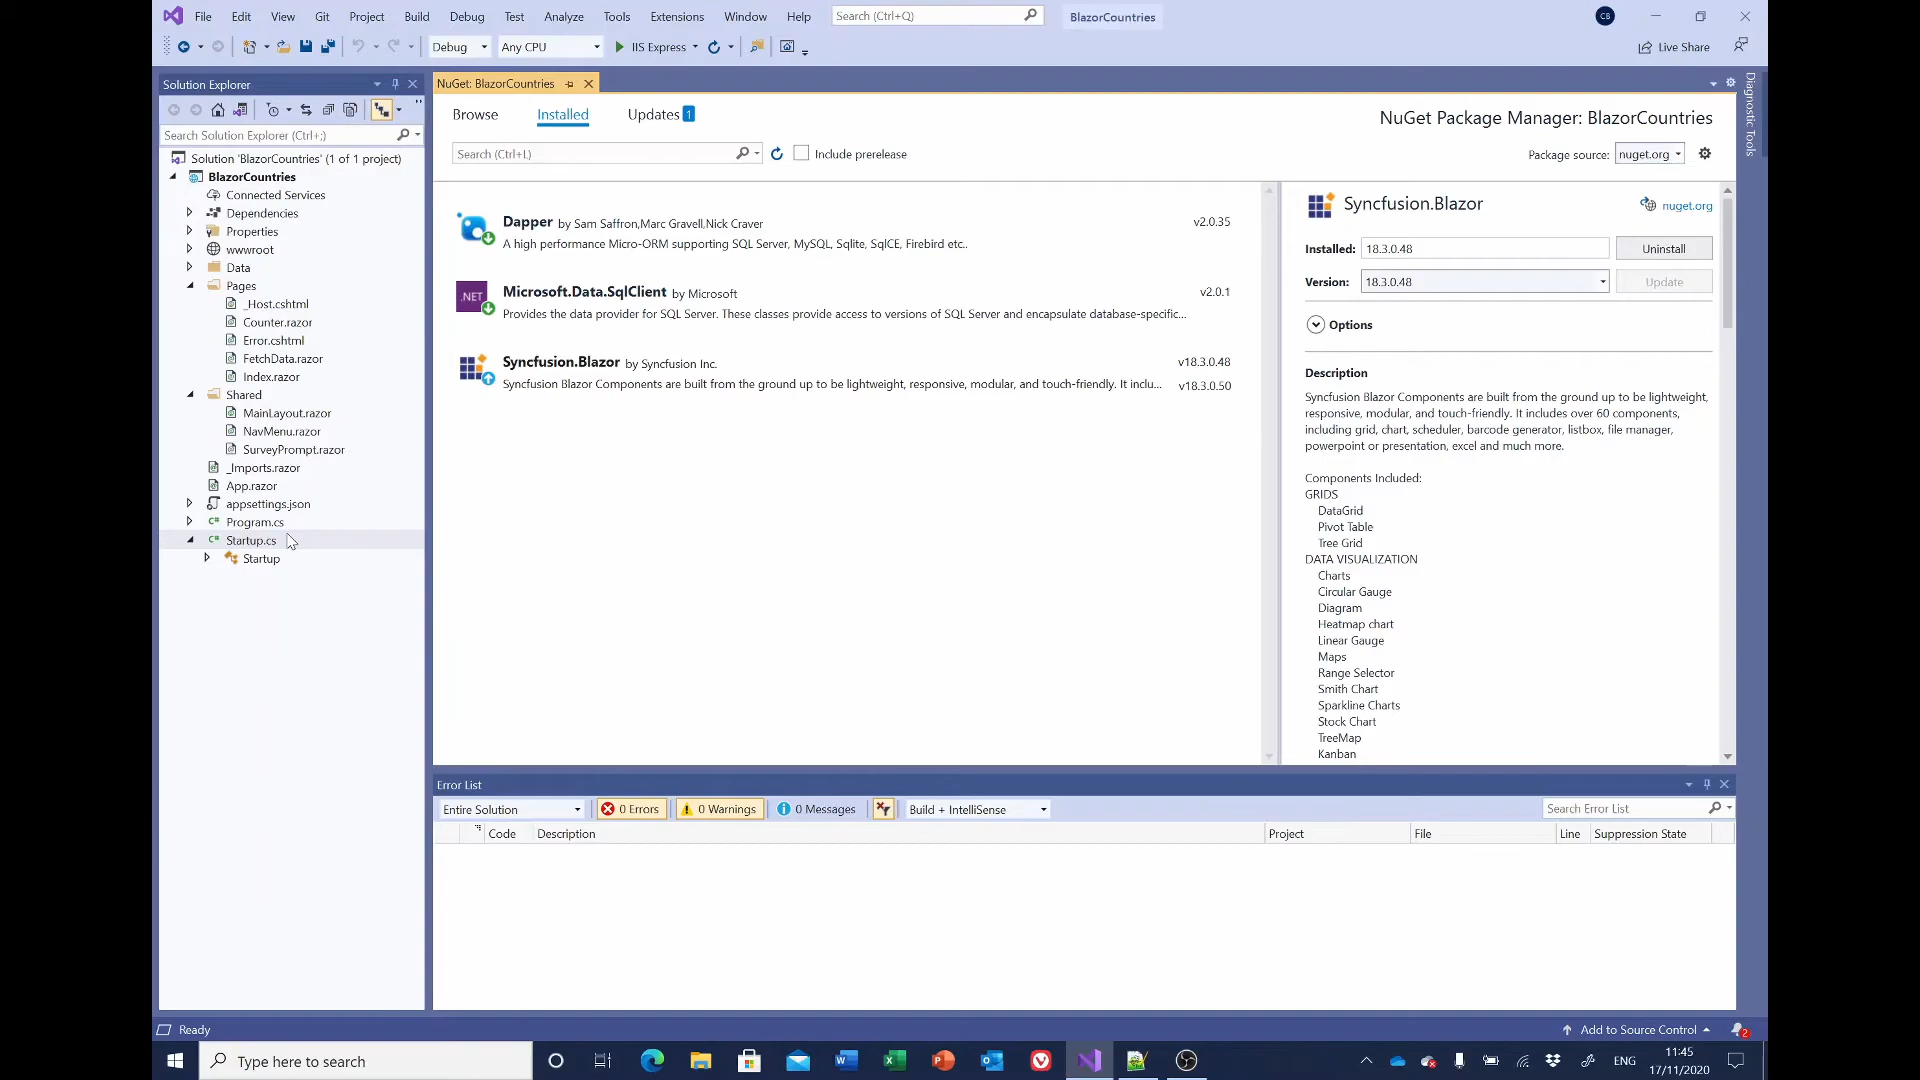 File Edit View Git Project Build Debug Test Analyze Tools Extensions Window Help Search (Ctrl+Q) BlazorCountries CB
Debug Any CPU IIS Express Live Share
Solution Explorer
Search Solution Explorer (Ctrl+;)
Solution 'BlazorCountries' (1 of 1 project)
BlazorCountries
Connected Services
Dependencies
Properties
wwwroot
Data
Pages
_Host.cshtml
Counter.razor
Error.cshtml
FetchData.razor
Index.razor
Shared
MainLayout.razor
NavMenu.razor
SurveyPrompt.razor
_Imports.razor
App.razor
appsettings.json
C# Program.cs
C# Startup.cs
Startup
NuGet: BlazorCountries
Browse Installed Updates 1
NuGet Package Manager: BlazorCountries
Search (Ctrl+L) Include prerelease
Package source: nuget.org
Dapper by Sam Saffron,Marc Gravell,Nick Craver v2.0.35
A high performance Micro-ORM supporting SQL Server, MySQL, Sqlite, SqlCE, Firebird etc..
.NET
Microsoft.Data.SqlClient by Microsoft v2.0.1
Provides the data provider for SQL Server. These classes provide access to versions of SQL Server and encapsulate database-specific...
Syncfusion.Blazor by Syncfusion Inc. v18.3.0.48
Syncfusion Blazor Components are built from the ground up to be lightweight, responsive, modular, and touch-friendly. It inclu... v18.3.0.50
Syncfusion.Blazor nuget.org
Installed: 18.3.0.48 Uninstall
Version: 18.3.0.48 Update
Options
Description
Syncfusion Blazor Components are built from the ground up to be lightweight,
responsive, modular, and touch-friendly. It includes over 60 components,
including grid, chart, scheduler, barcode generator, listbox, file manager,
powerpoint or presentation, excel and much more.
Components Included:
GRIDS
DataGrid
Pivot Table
Tree Grid
DATA VISUALIZATION
Charts
Circular Gauge
Diagram
Heatmap chart
Linear Gauge
Maps
Range Selector
Smith Chart
Sparkline Charts
Stock Chart
TreeMap
Kanban
Diagnostic Tools
Error List
Entire Solution 0 Errors 0 Warnings 0 Messages Build + IntelliSense Search Error List
Code Description Project File Line Suppression State
Ready Add to Source Control 2
Type here to search
ENG
11:45
17/11/2020